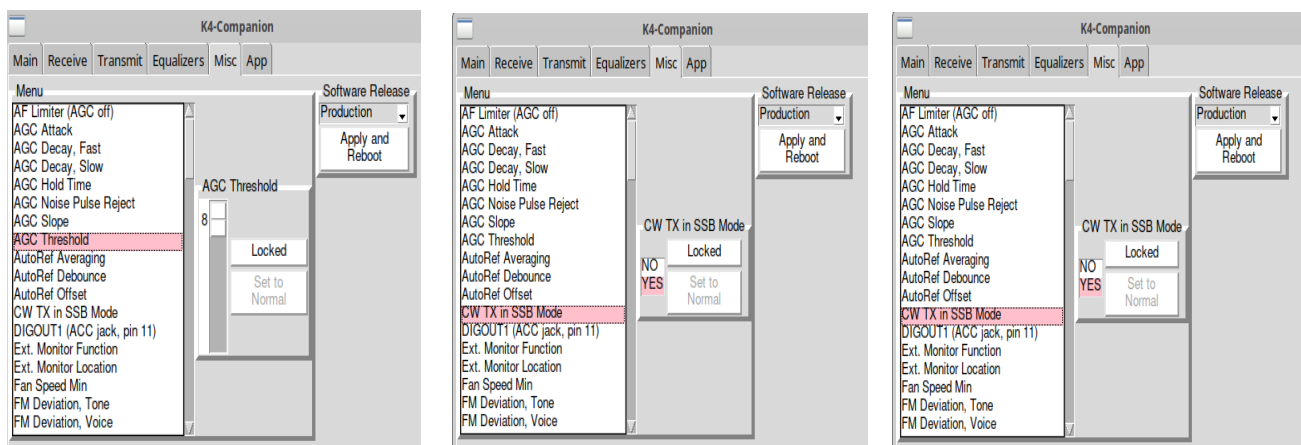 K4-Companion
Main Receive Transmit Equalizers Misc App
Menu
AF Limiter (AGC off)
AGC Attack
AGC Decay, Fast
AGC Decay, Slow
AGC Hold Time
AGC Noise Pulse Reject
AGC Slope
AGC Threshold
AutoRef Averaging
AutoRef Debounce
AutoRef Offset
CW TX in SSB Mode
DIGOUT1 (ACC jack, pin 11)
Ext. Monitor Function
Ext. Monitor Location
Fan Speed Min
FM Deviation, Tone
FM Deviation, Voice
AGC Threshold
8
Locked
Set to
Normal
Software Release
Production
Apply and
Reboot
K4-Companion
Main Receive Transmit Equalizers Misc App
Menu
AF Limiter (AGC off)
AGC Attack
AGC Decay, Fast
AGC Decay, Slow
AGC Hold Time
AGC Noise Pulse Reject
AGC Slope
AGC Threshold
AutoRef Averaging
AutoRef Debounce
AutoRef Offset
CW TX in SSB Mode
DIGOUT1 (ACC jack, pin 11)
Ext. Monitor Function
Ext. Monitor Location
Fan Speed Min
FM Deviation, Tone
FM Deviation, Voice
CW TX in SSB Mode
NO
YES
Locked
Set to
Normal
Software Release
Production
Apply and
Reboot
K4-Companion
Main Receive Transmit Equalizers Misc App
Menu
AF Limiter (AGC off)
AGC Attack
AGC Decay, Fast
AGC Decay, Slow
AGC Hold Time
AGC Noise Pulse Reject
AGC Slope
AGC Threshold
AutoRef Averaging
AutoRef Debounce
AutoRef Offset
CW TX in SSB Mode
DIGOUT1 (ACC jack, pin 11)
Ext. Monitor Function
Ext. Monitor Location
Fan Speed Min
FM Deviation, Tone
FM Deviation, Voice
CW TX in SSB Mode
NO
YES
Locked
Set to
Normal
Software Release
Production
Apply and
Reboot